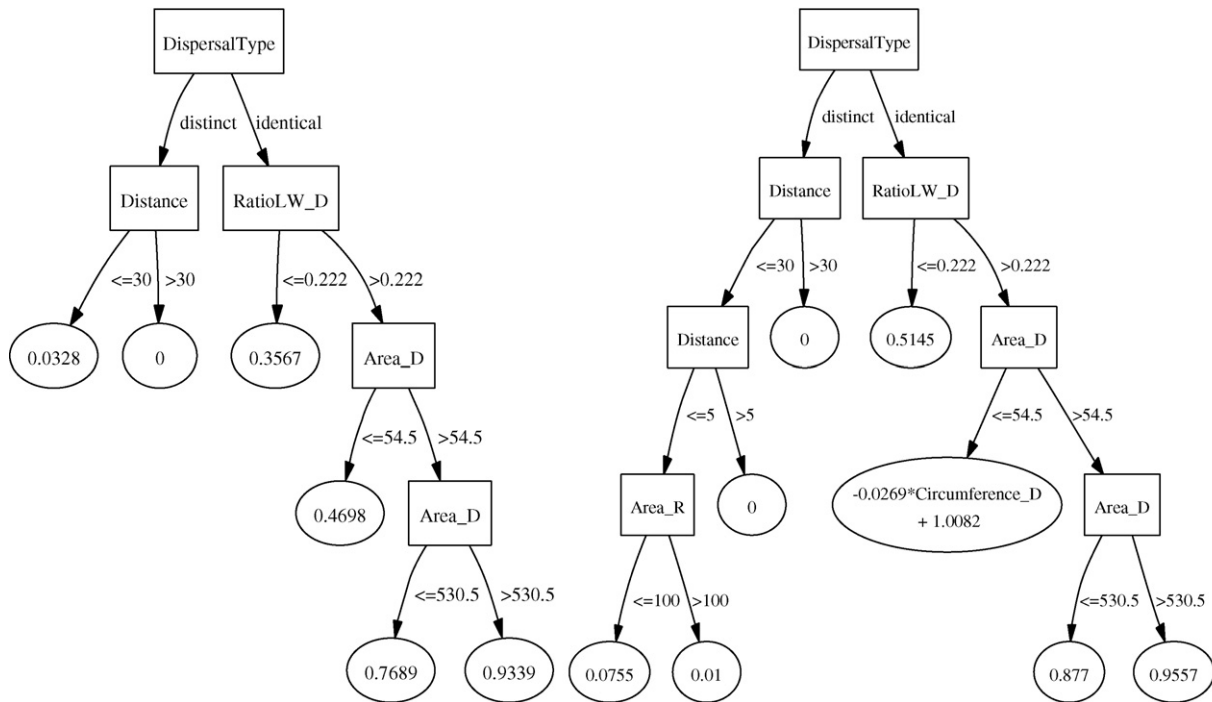 DispersalType
distinct
identical
Distance
RatioLW_D
<=30
>30
<=0.222
>0.222
0.0328
0
0.3567
Area_D
<=54.5
>54.5
0.4698
Area_D
<=530.5
>530.5
0.7689
0.9339
DispersalType
distinct
identical
Distance
RatioLW_D
<=30
>30
<=0.222
>0.222
Distance
0
0.5145
Area_D
<=5
>5
<=54.5
>54.5
Area_R
0
-0.0269*Circumference_D
+ 1.0082
Area_D
<=100
>100
<=530.5
>530.5
0.0755
0.01
0.877
0.9557